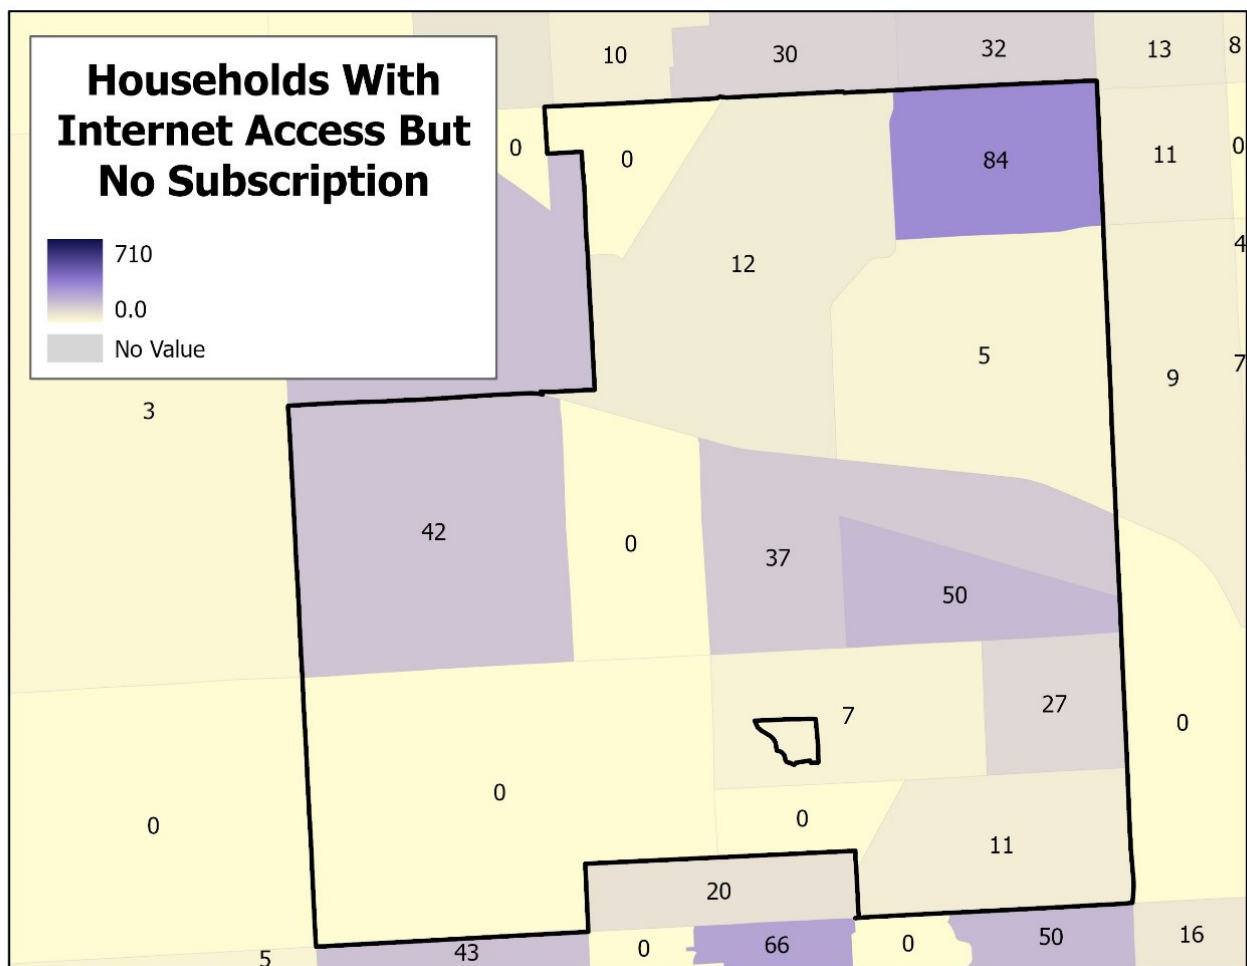 10 30 32 13 8
Households With
Internet Access But
No Subscription
0 0 84 11 0
710
0.0
No Value
4
12
5 7
9
3
42 0 37
50
7 27 0
0
0 0
11
20
5 43 0 66 0 50 16